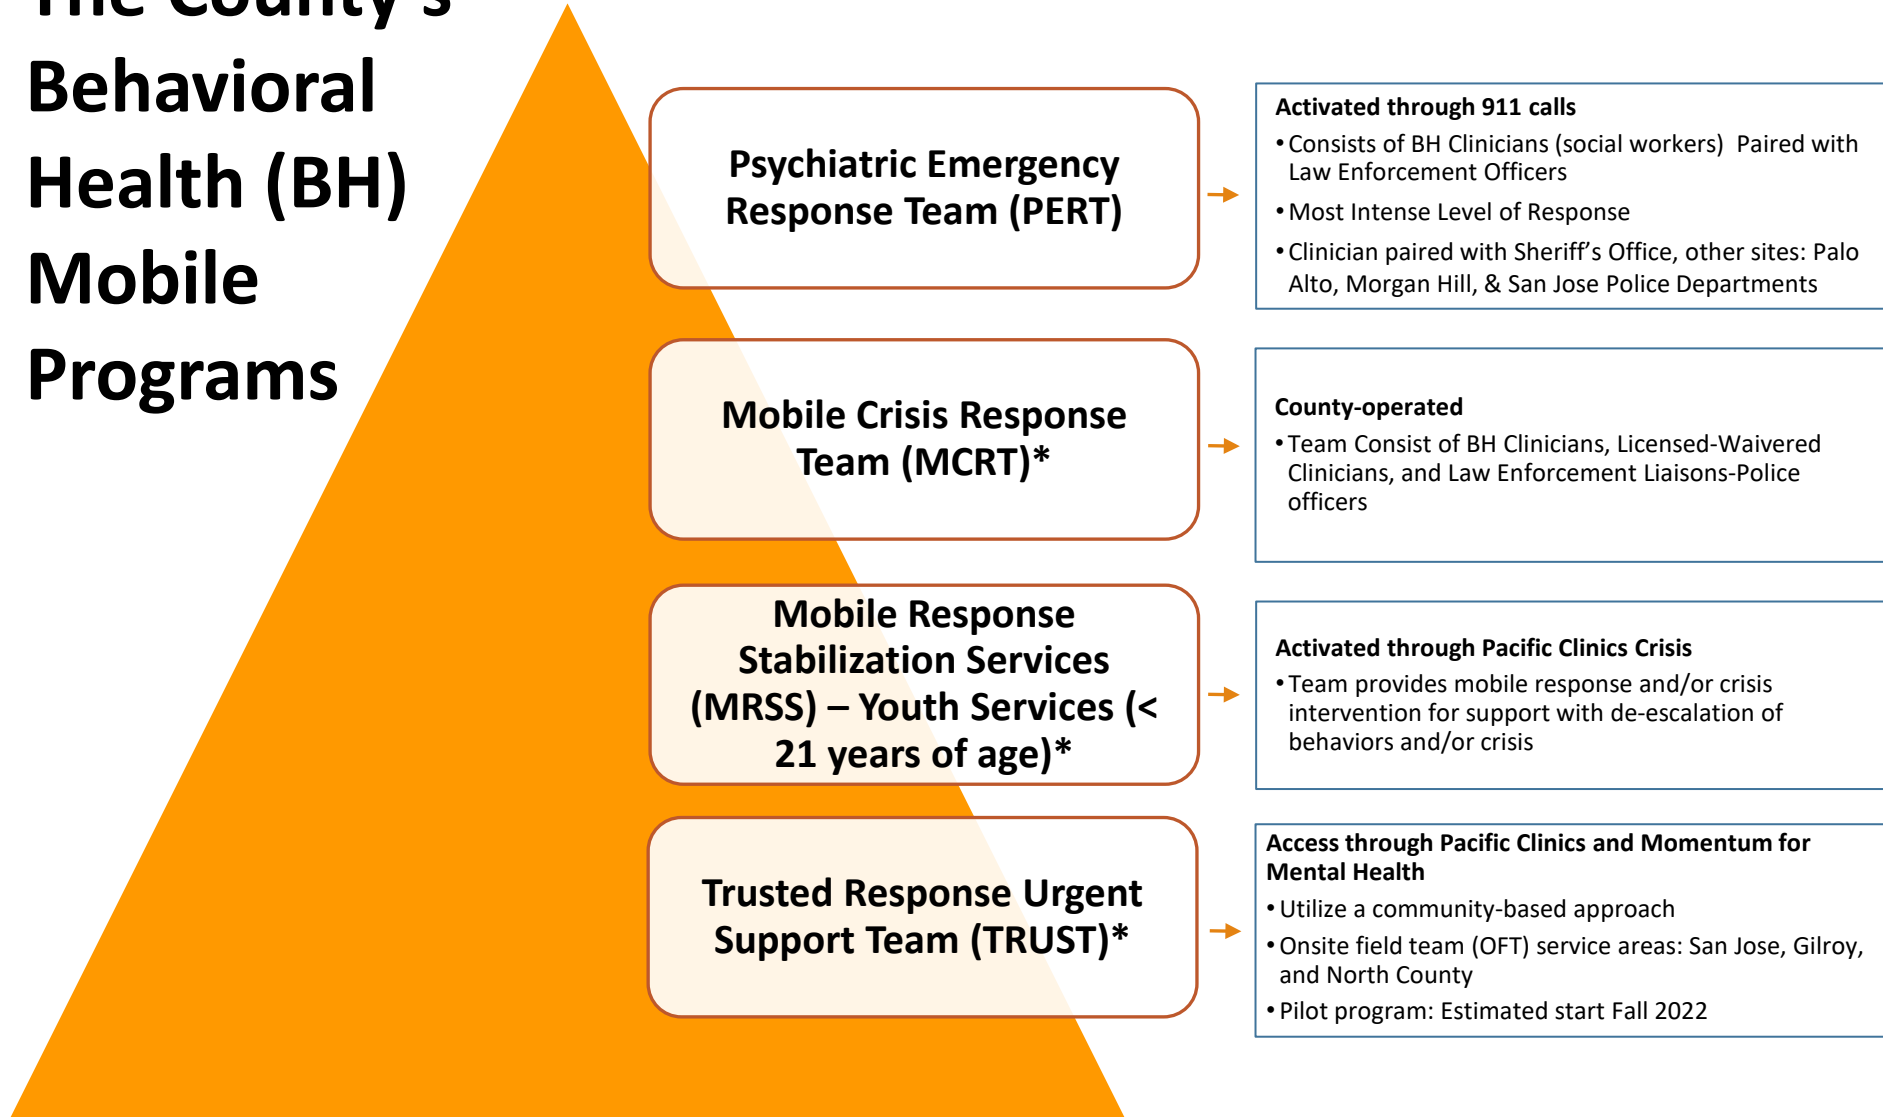 The County's
Behavioral
Health (BH)
Mobile
Programs
Psychiatric Emergency
Response Team (PERT)
Activated through 911 calls
• Consists of BH Clinicians (social workers)  Paired with
Law Enforcement Officers
• Most Intense Level of Response
• Clinician paired with Sheriff's Office, other sites: Palo
Alto, Morgan Hill, & San Jose Police Departments
Mobile Crisis Response
Team (MCRT)*
County-operated
• Team Consist of BH Clinicians, Licensed-Waivered
Clinicians, and Law Enforcement Liaisons-Police
officers
Mobile Response
Stabilization Services
(MRSS) – Youth Services (<
21 years of age)*
Activated through Pacific Clinics Crisis
• Team provides mobile response and/or crisis
intervention for support with de-escalation of
behaviors and/or crisis
Trusted Response Urgent
Support Team (TRUST)*
Access through Pacific Clinics and Momentum for
Mental Health
• Utilize a community-based approach
• Onsite field team (OFT) service areas: San Jose, Gilroy,
and North County
• Pilot program: Estimated start Fall 2022